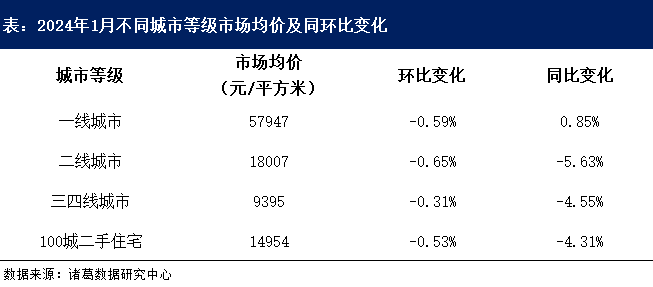 表：2024年1月不同城市等级市场均价及同环比变化
城市等级 市场均价（元/平方米） 环比变化 同比变化
一线城市 57947 -0.59% 0.85%
二线城市 18007 -0.65% -5.63%
三四线城市 9395 -0.31% -4.55%
100城二手住宅 14954 -0.53% -4.31%
数据来源：诸葛数据研究中心